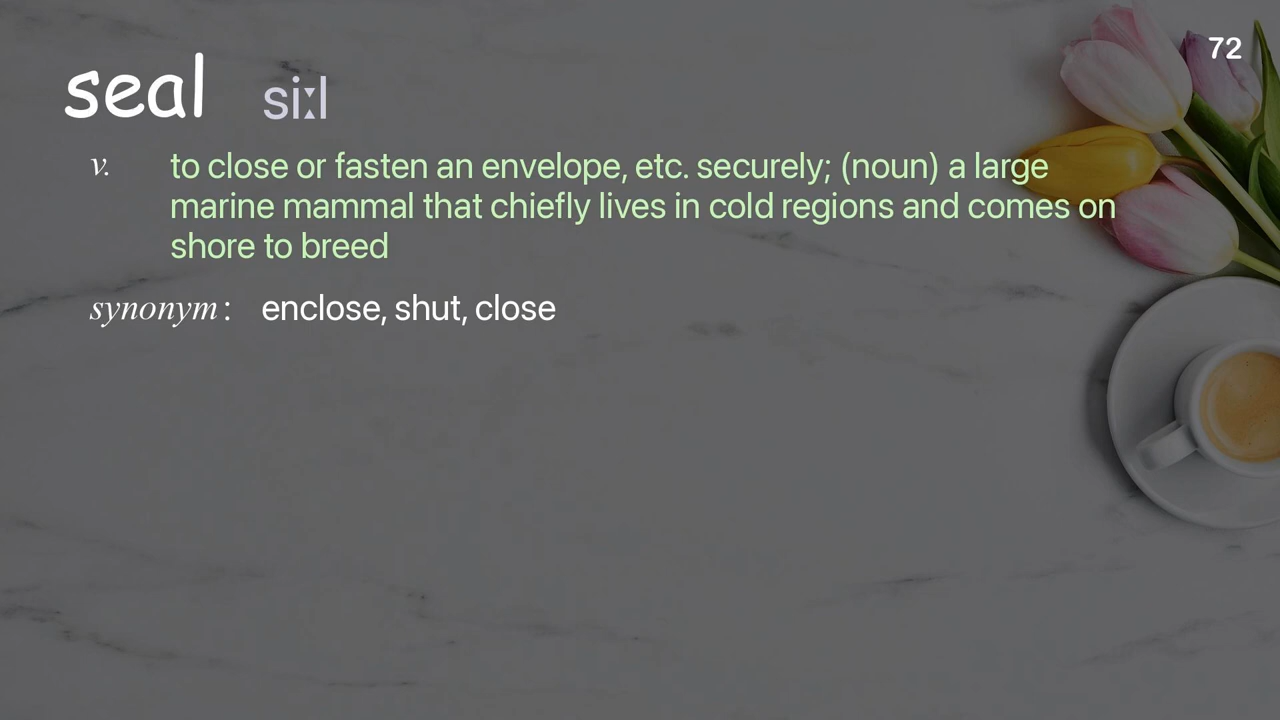 72
seal siːl
v. to close or fasten an envelope, etc. securely; (noun) a large
marine mammal that chiefly lives in cold regions and comes on
shore to breed
synonym : enclose, shut, close